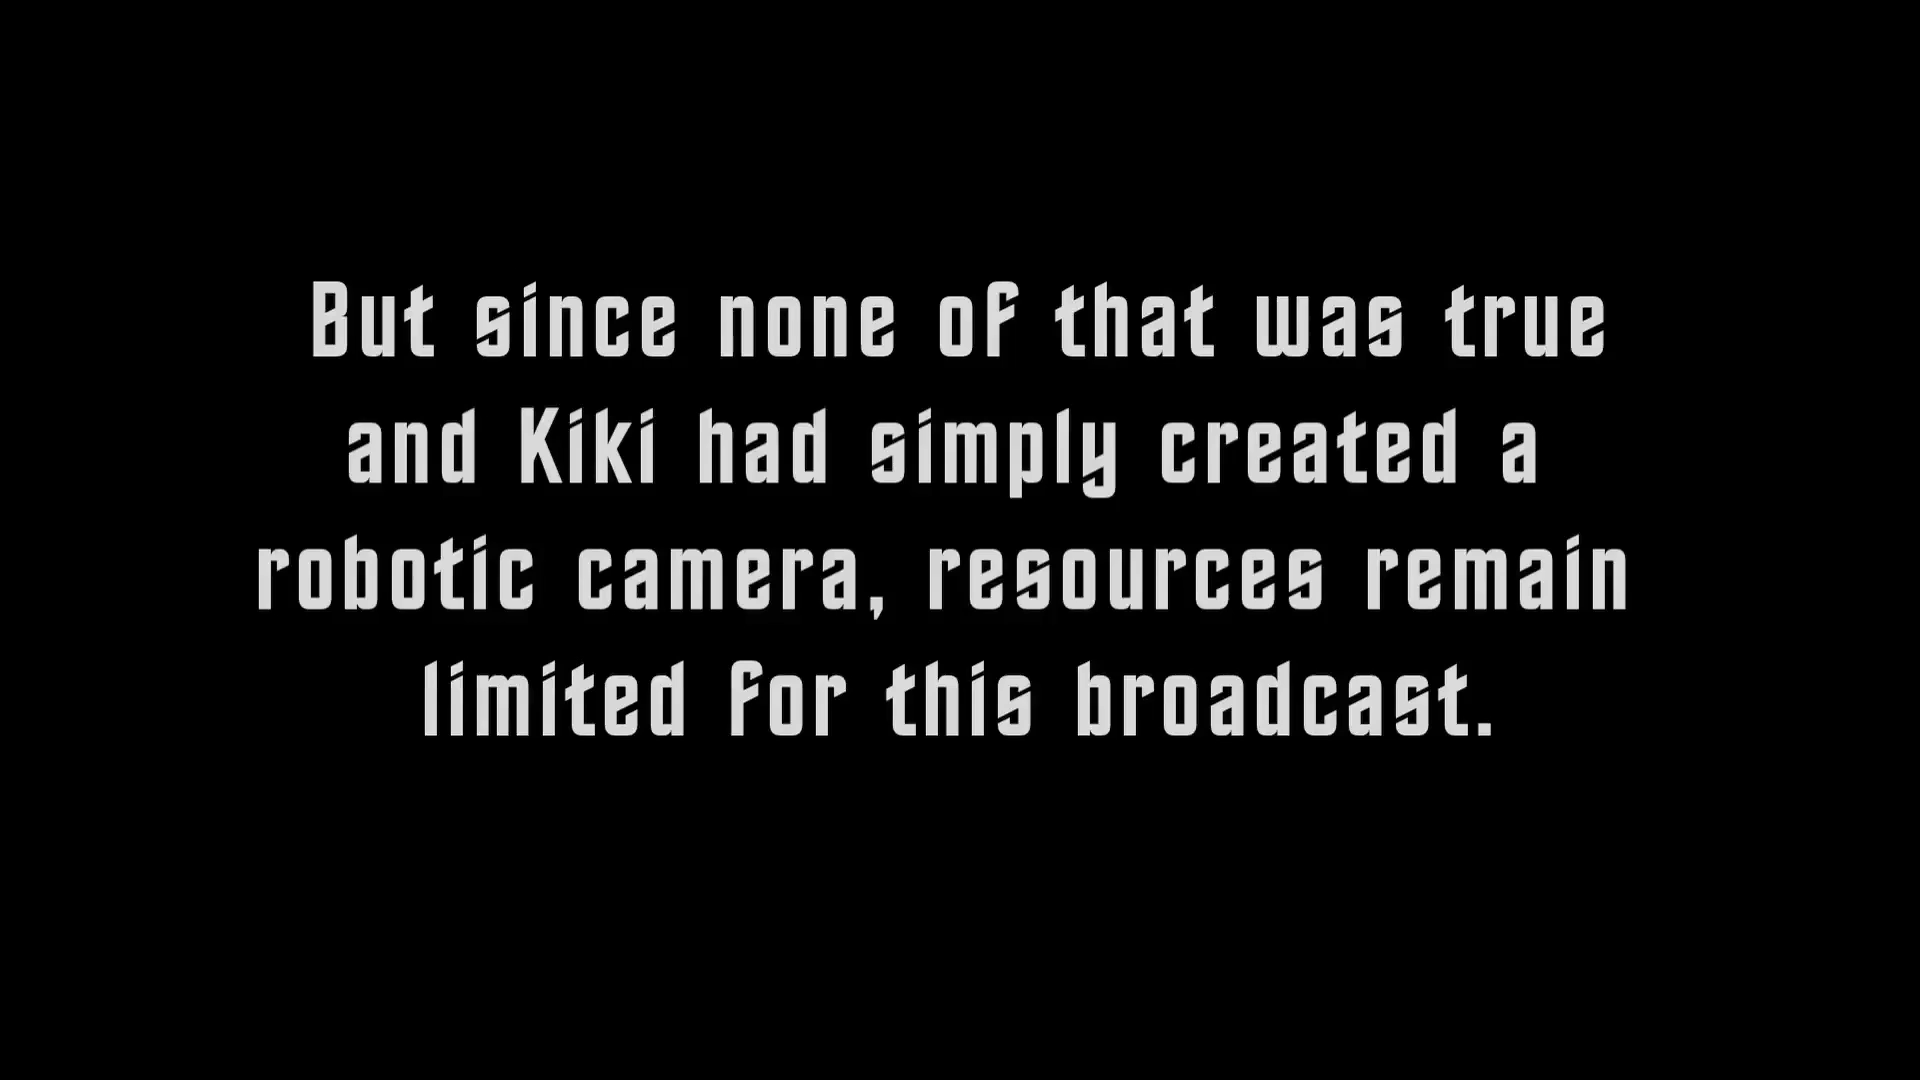 But since none of that was true
and Kiki had simply created a
robotic camera, resources remain
limited for this broadcast.